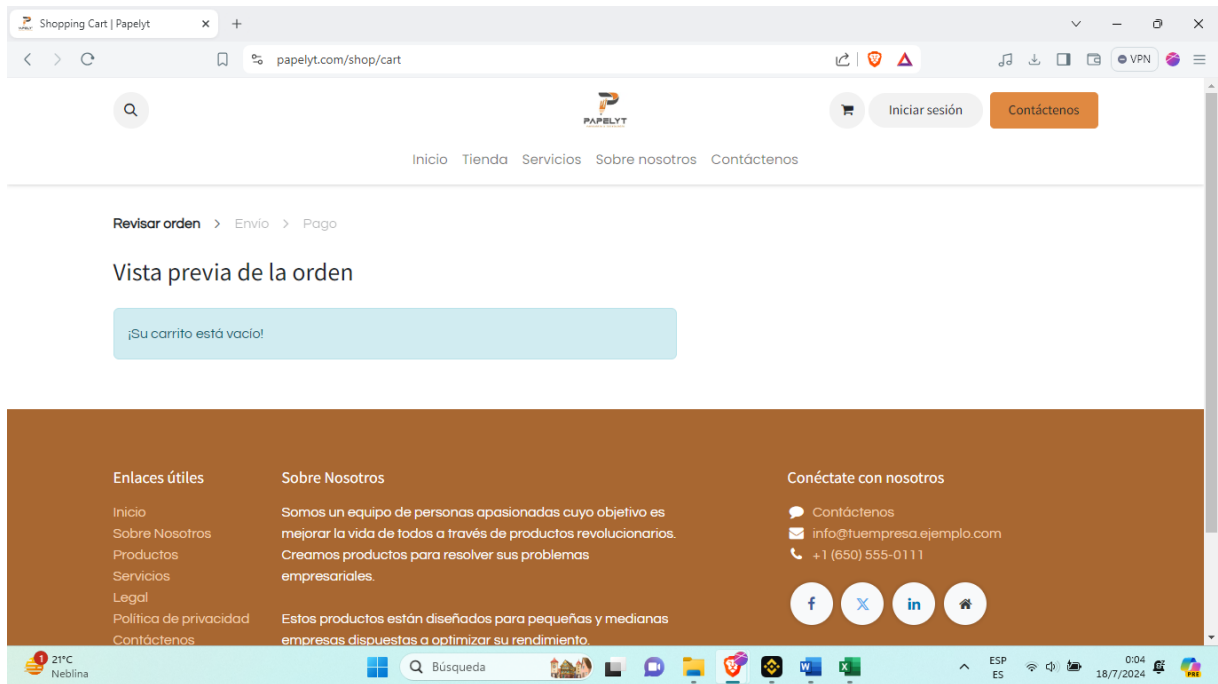 Shopping Cart | Papelyt
papelyt.com/shop/cart
VPN
PAPELYT
Iniciar sesión
Contáctenos
Inicio Tienda Servicios Sobre nosotros Contáctenos
Revisar orden > Envío > Pago
Vista previa de la orden
¡Su carrito está vacío!
Enlaces útiles
Inicio
Sobre Nosotros
Productos
Servicios
Legal
Política de privacidad
Contáctenos
Sobre Nosotros
Somos un equipo de personas apasionadas cuyo objetivo es
mejorar la vida de todos a través de productos revolucionarios.
Creamos productos para resolver sus problemas
empresariales.
Estos productos están diseñados para pequeñas y medianas
empresas dispuestas a optimizar su rendimiento.
Conéctate con nosotros
Contáctenos
info@tuempresa.ejemplo.com
+1 (650) 555-0111
1
21°C
Neblina
Búsqueda
ESP
ES
0:04
18/7/2024
PRE